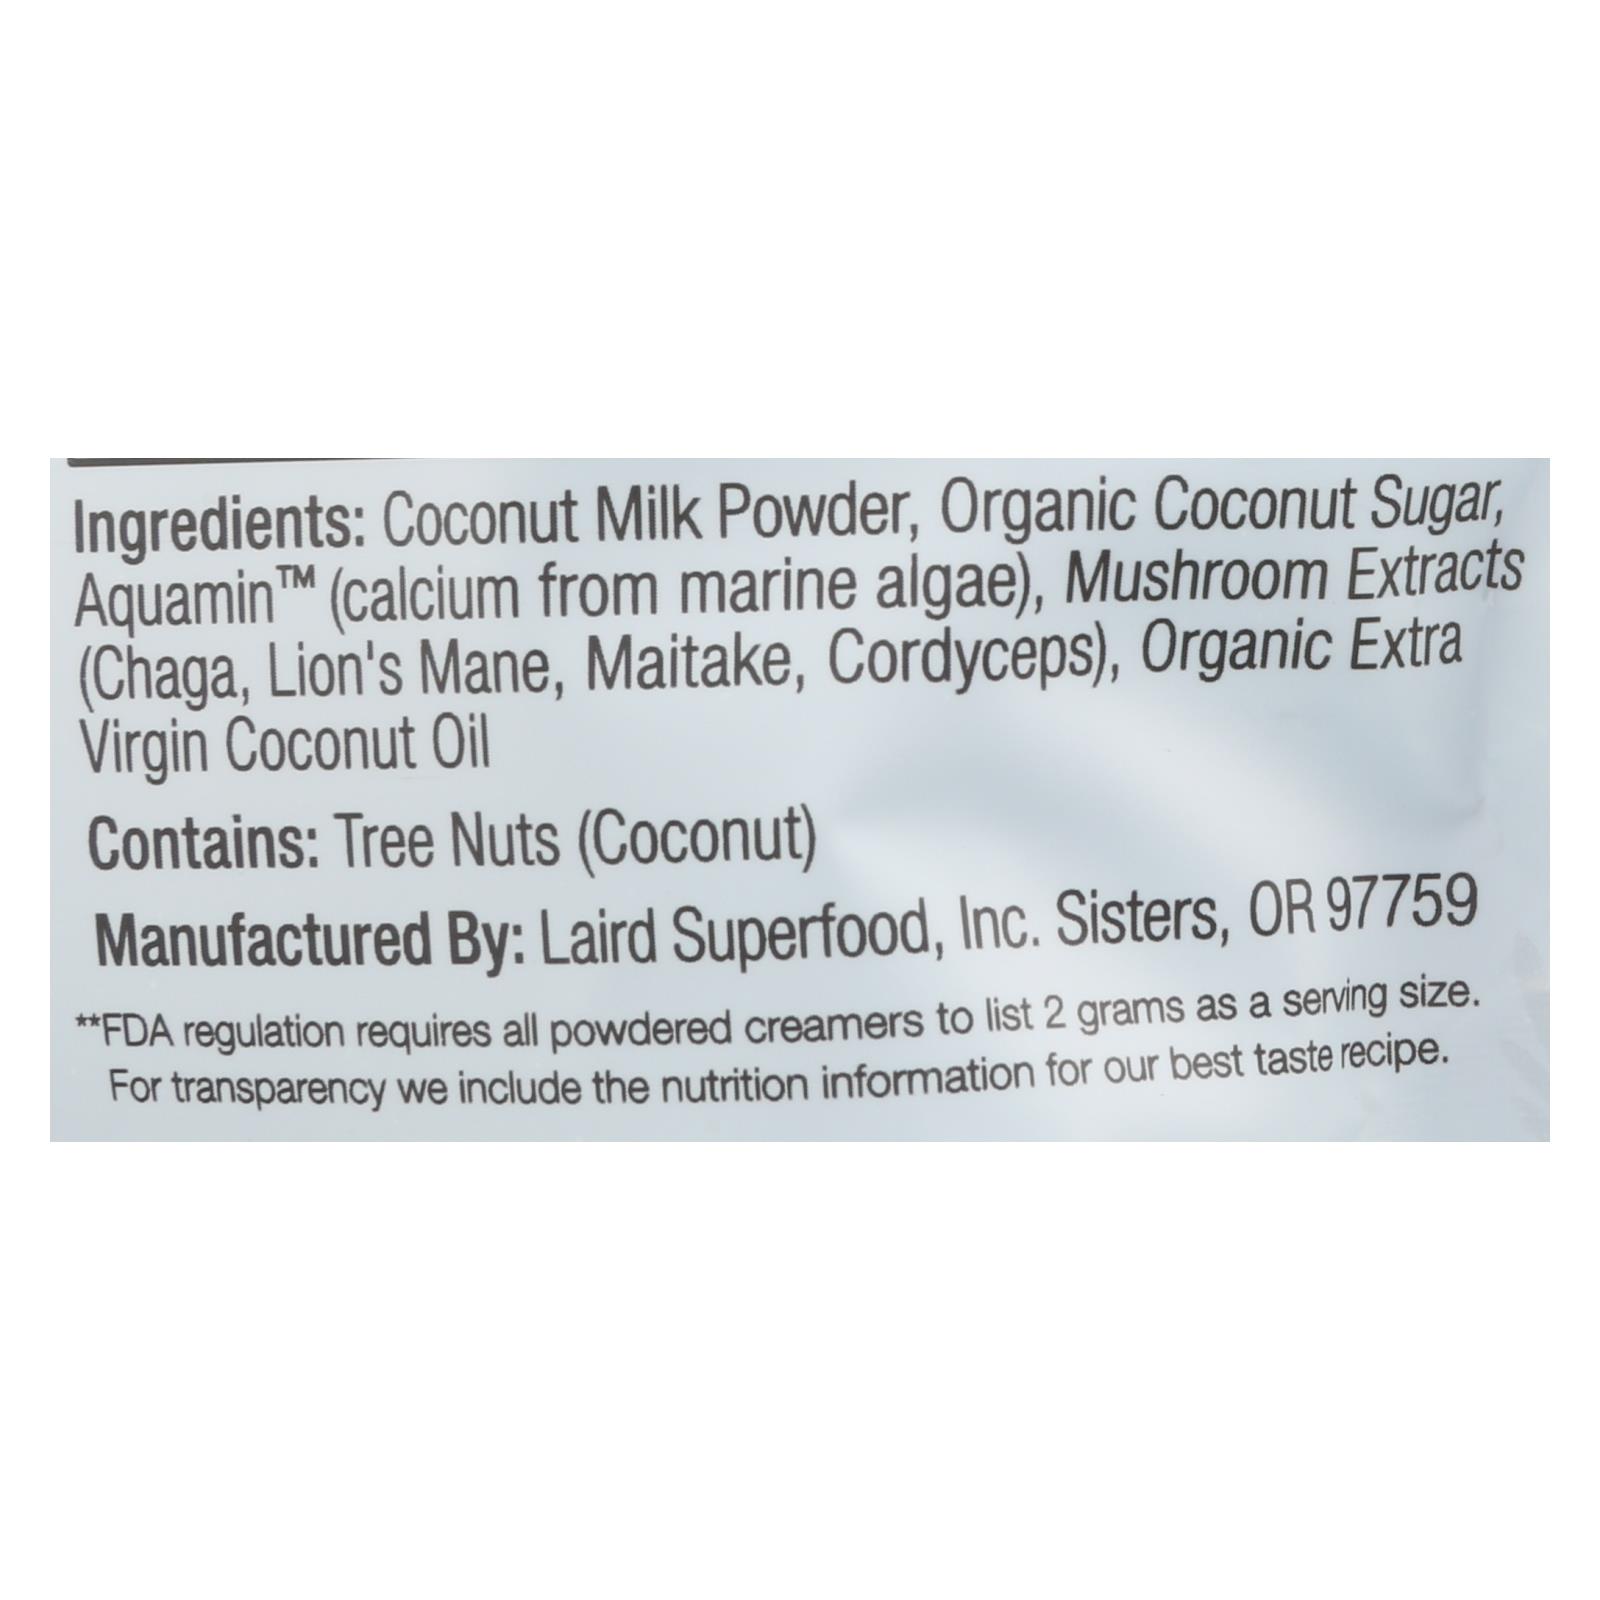 Ingredients: Coconut Milk Powder, Organic Coconut Sugar,
Aquamin™ (calcium from marine algae), Mushroom Extracts
(Chaga, Lion's Mane, Maitake, Cordyceps), Organic Extra
Virgin Coconut Oil
Contains: Tree Nuts (Coconut)
Manufactured By: Laird Superfood, Inc. Sisters, OR 97759
**FDA regulation requires all powdered creamers to list 2 grams as a serving size.
For transparency we include the nutrition information for our best taste recipe.